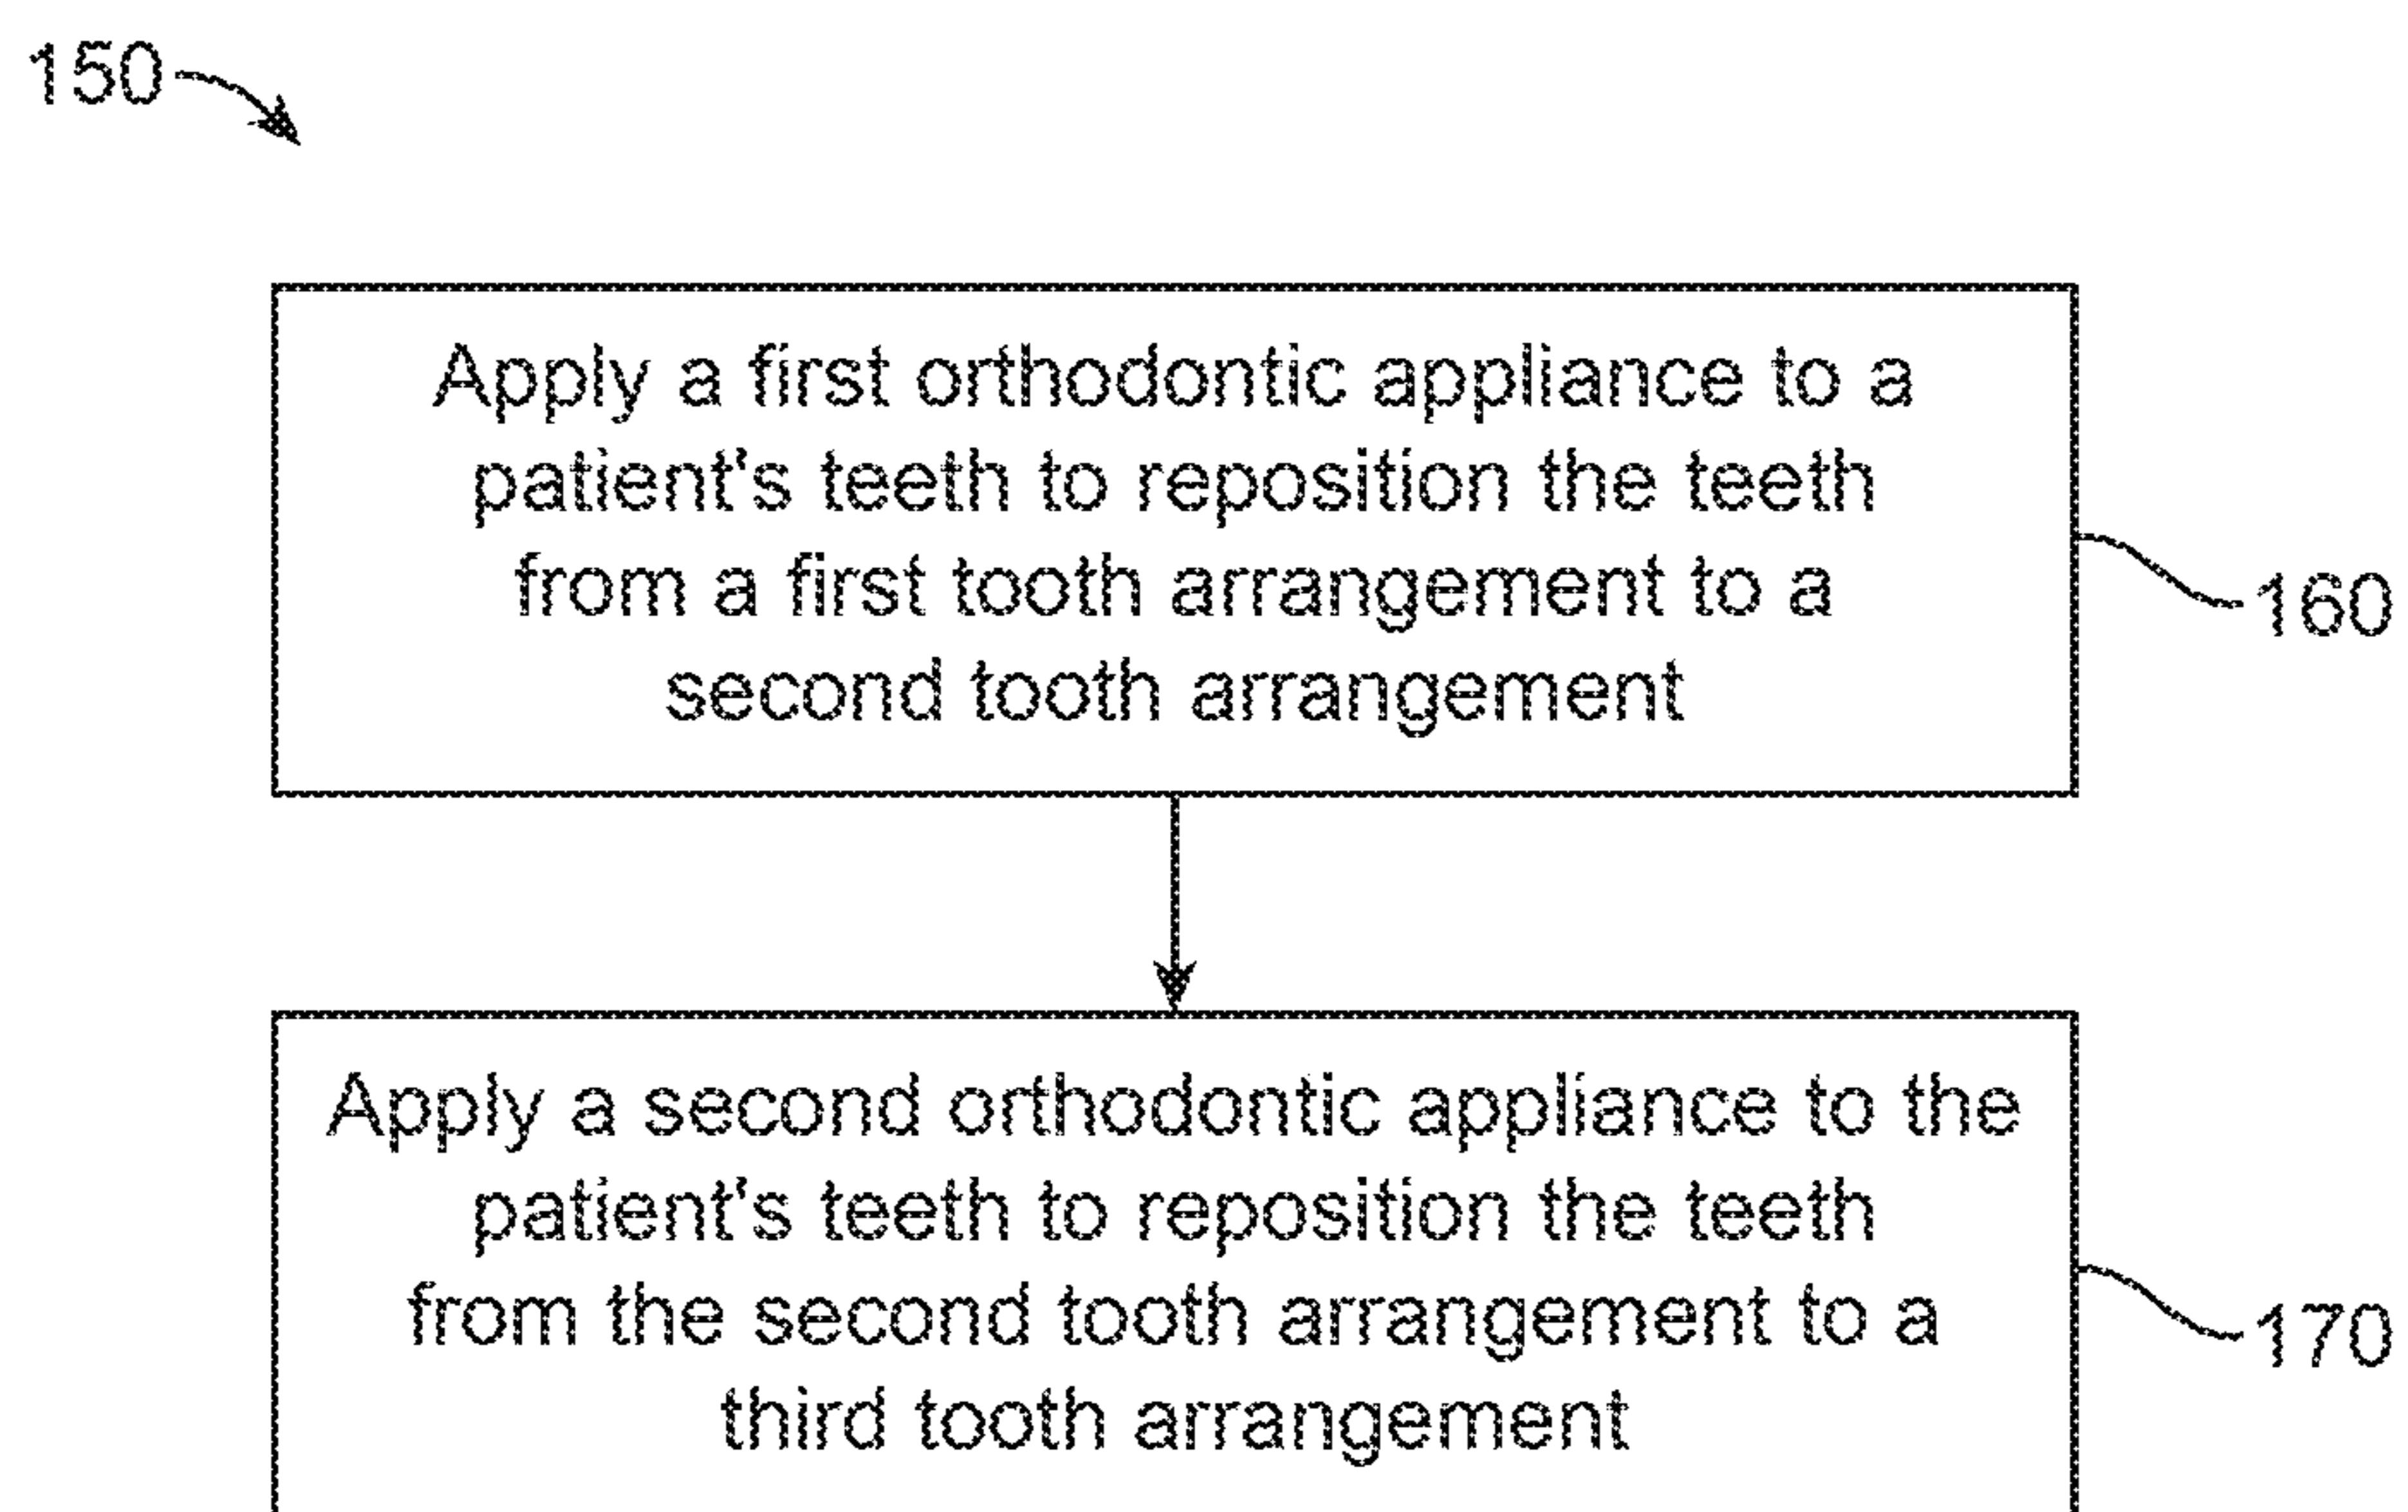 150
Apply a first orthodontic appliance to a
patient's teeth to reposition the teeth
from a first tooth arrangement to a
second tooth arrangement
160
Apply a second orthodontic appliance to the
patient's teeth to reposition the teeth
from the second tooth arrangement to a
third tooth arrangement
170